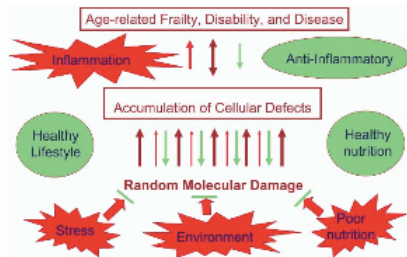 Age-related Frailty, Disability, and Disease
Inflammation
Anti-Inflammatory
Accumulation of Cellular Defects
Healthy
Lifestyle
Healthy
nutrition
Random Molecular Damage
Stress
Environment
Poor
nutrition